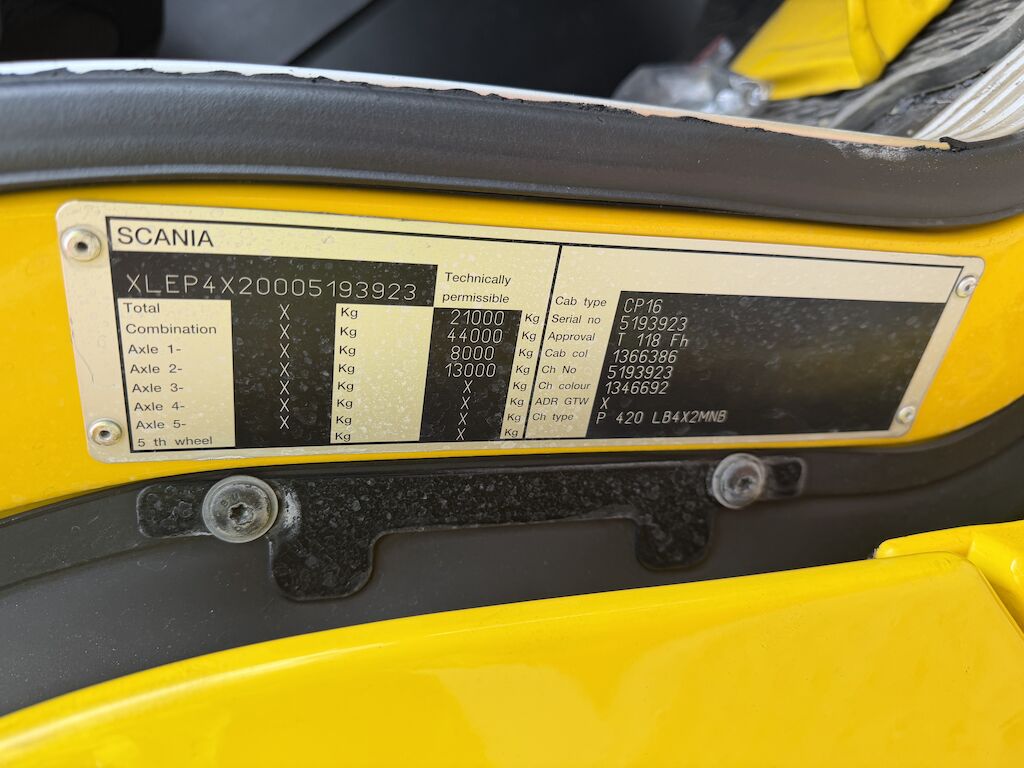 SCANIA
XLEP4X20005193923
Technically
permissible
Total X Kg 21000 Kg
Combination X Kg 44000 Kg
Axle 1- X Kg 8000 Kg
Axle 2- X Kg 13000 Kg
Axle 3- X Kg X Kg
Axle 4- X Kg X Kg
Axle 5- X Kg X Kg
5 th wheel Kg X Kg
Cab type CP16
Serial no 5193923
Approval T 118 Fh
Cab col 1366386
Ch No 5193923
Ch colour 1346692
ADR GTW X
Ch type P 420 LB4X2MNB